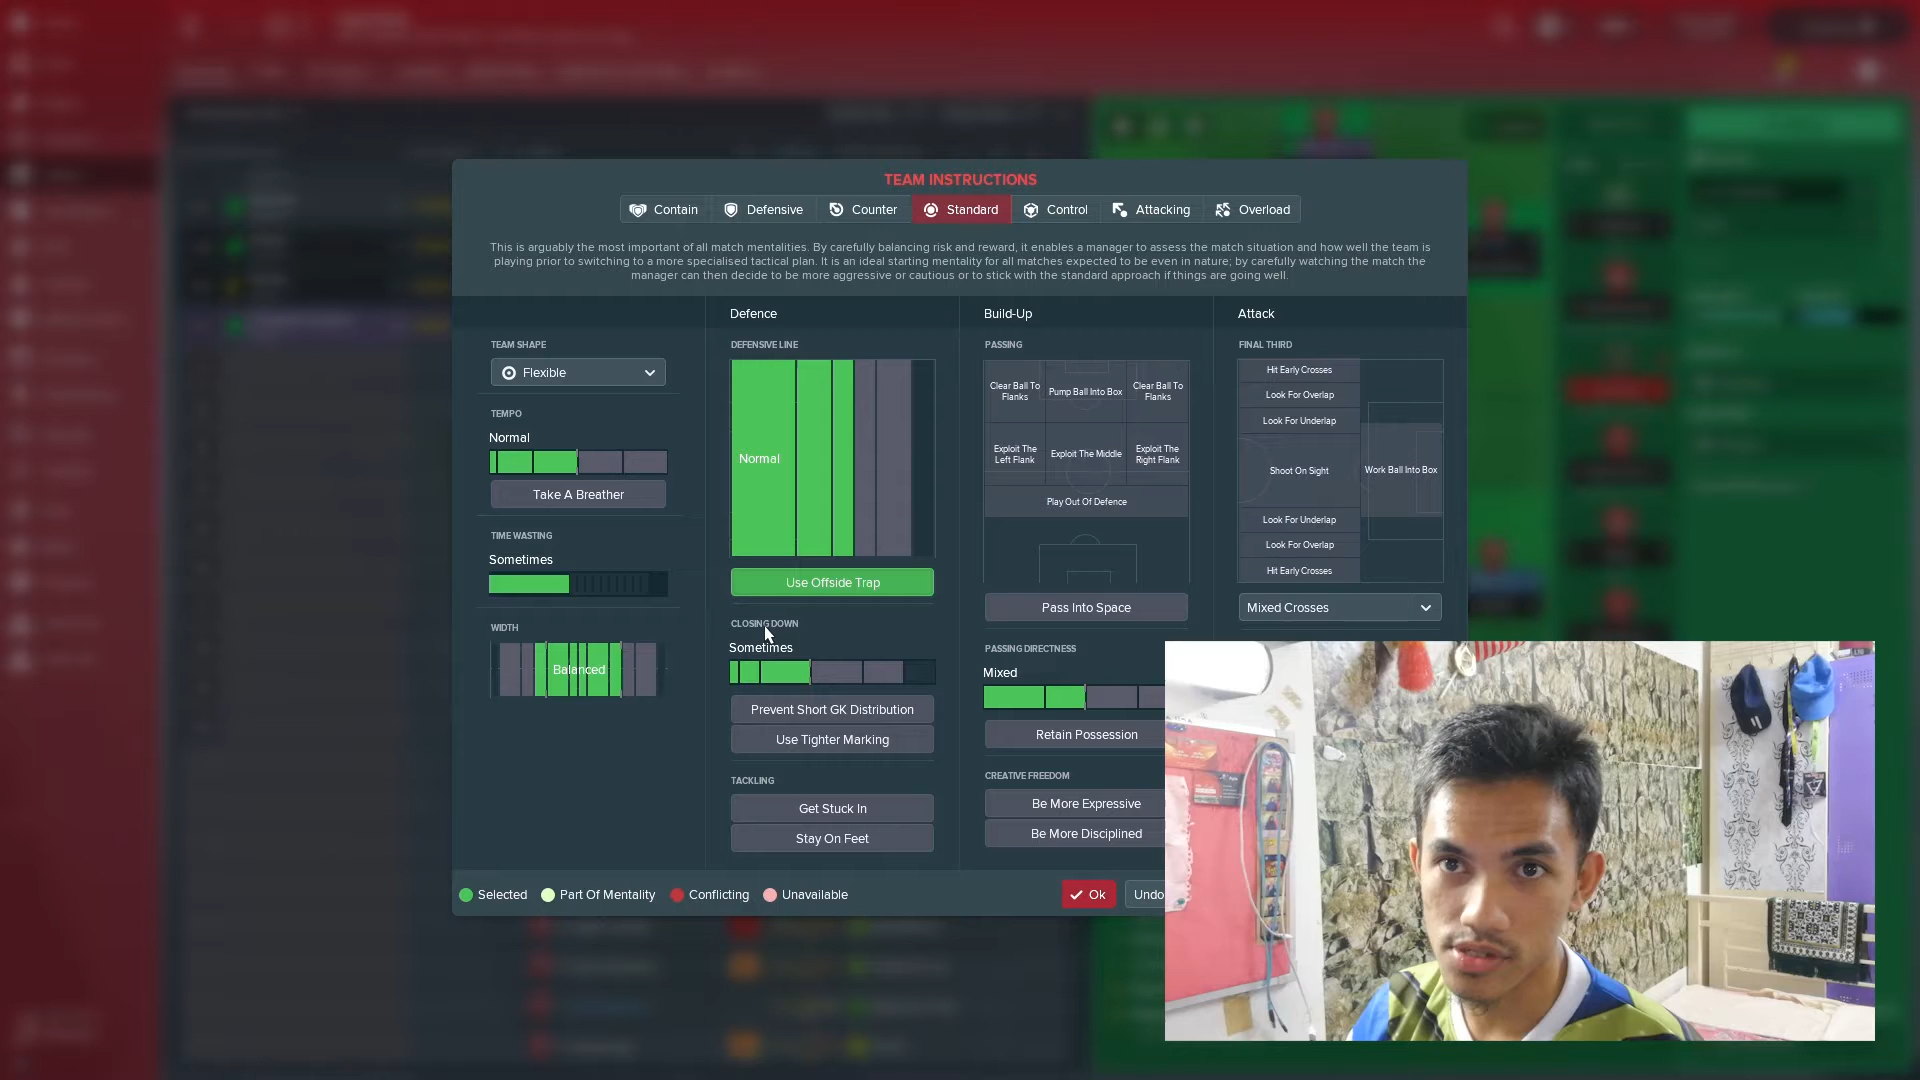 TEAM INSTRUCTIONS
Contain
Defensive
Counter
Standard
Control
Attacking
Overload
This is arguably the most important of all match mentalities. By carefully balancing risk and reward, it enables a manager to assess the match situation and how well the team is
playing prior to switching to a more specialised tactical plan. It is an ideal starting mentality for all matches expected to be even in nature; by carefully watching the match the
manager can then decide to be more aggressive or cautious or to stick with the standard approach if things are going well.
TEAM SHAPE
Flexible
TEMPO
Normal
Take A Breather
TIME WASTING
Sometimes
WIDTH
Balanced
Defence
DEFENSIVE LINE
Normal
Use Offside Trap
CLOSING DOWN
Sometimes
Prevent Short GK Distribution
Use Tighter Marking
TACKLING
Get Stuck In
Stay On Feet
Build-Up
PASSING
Clear Ball To
Flanks
Pump Ball Into Box
Clear Ball To
Flanks
Exploit The
Left Flank
Exploit The Middle
Exploit The
Right Flank
Play Out Of Defence
Pass Into Space
PASSING DIRECTNESS
Mixed
Retain Possession
CREATIVE FREEDOM
Be More Expressive
Be More Disciplined
Attack
FINAL THIRD
Hit Early Crosses
Look For Overlap
Look For Underlap
Shoot On Sight
Work Ball Into Box
Look For Underlap
Look For Overlap
Hit Early Crosses
Mixed Crosses
Selected
Part Of Mentality
Conflicting
Unavailable
Ok
Undo